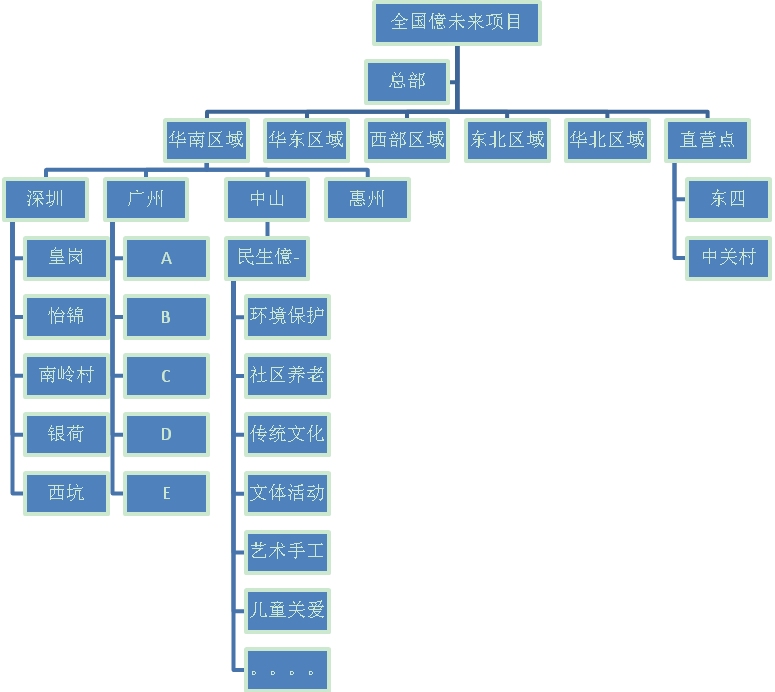 全国億未来项目
总部
华南区域 华东区域 西部区域 东北区域 华北区域 直营点
深圳 广州 中山 惠州 东四
皇岗 A 民生億- 中关村
怡锦 B 环境保护
南岭村 C 社区养老
银荷 D 传统文化
西坑 E 文体活动
艺术手工
儿童关爱
。。。。